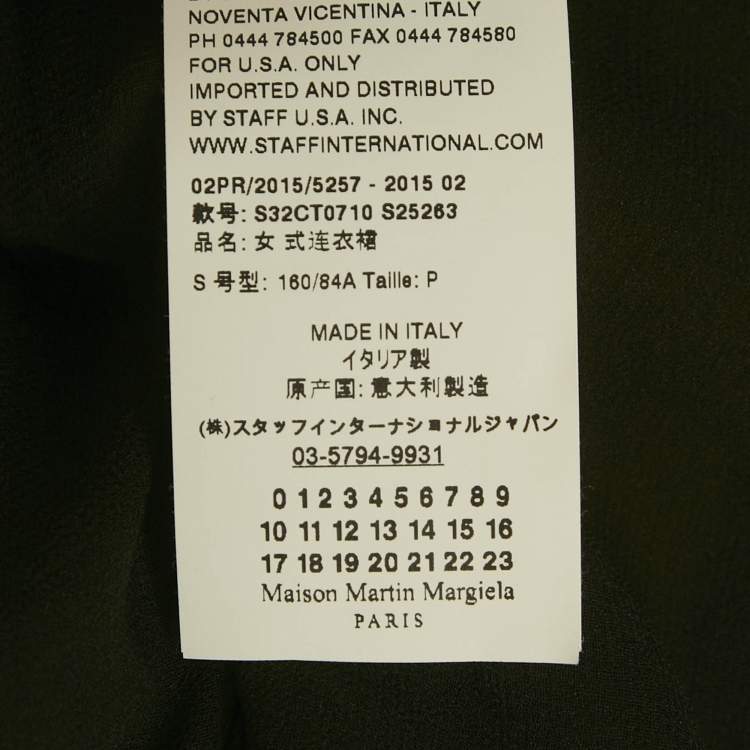 NOVENTA VICENTINA - ITALY
PH 0444 784500 FAX 0444 784580
FOR U.S.A. ONLY
IMPORTED AND DISTRIBUTED
BY STAFF U.S.A. INC.
WWW.STAFFINTERNATIONAL.COM
02PR/2015/5257 - 2015 02
款号: S32CT0710 S25263
品名: 女 式连衣裙
S 号型: 160/84A Taille: P
MADE IN ITALY
イタリア製
原产国: 意大利製造
(株)スタッフインターナショナルジャパン
03-5794-9931
0 1 2 3 4 5 6 7 8 9
10 11 12 13 14 15 16
17 18 19 20 21 22 23
Maison Martin Margiela
PARIS